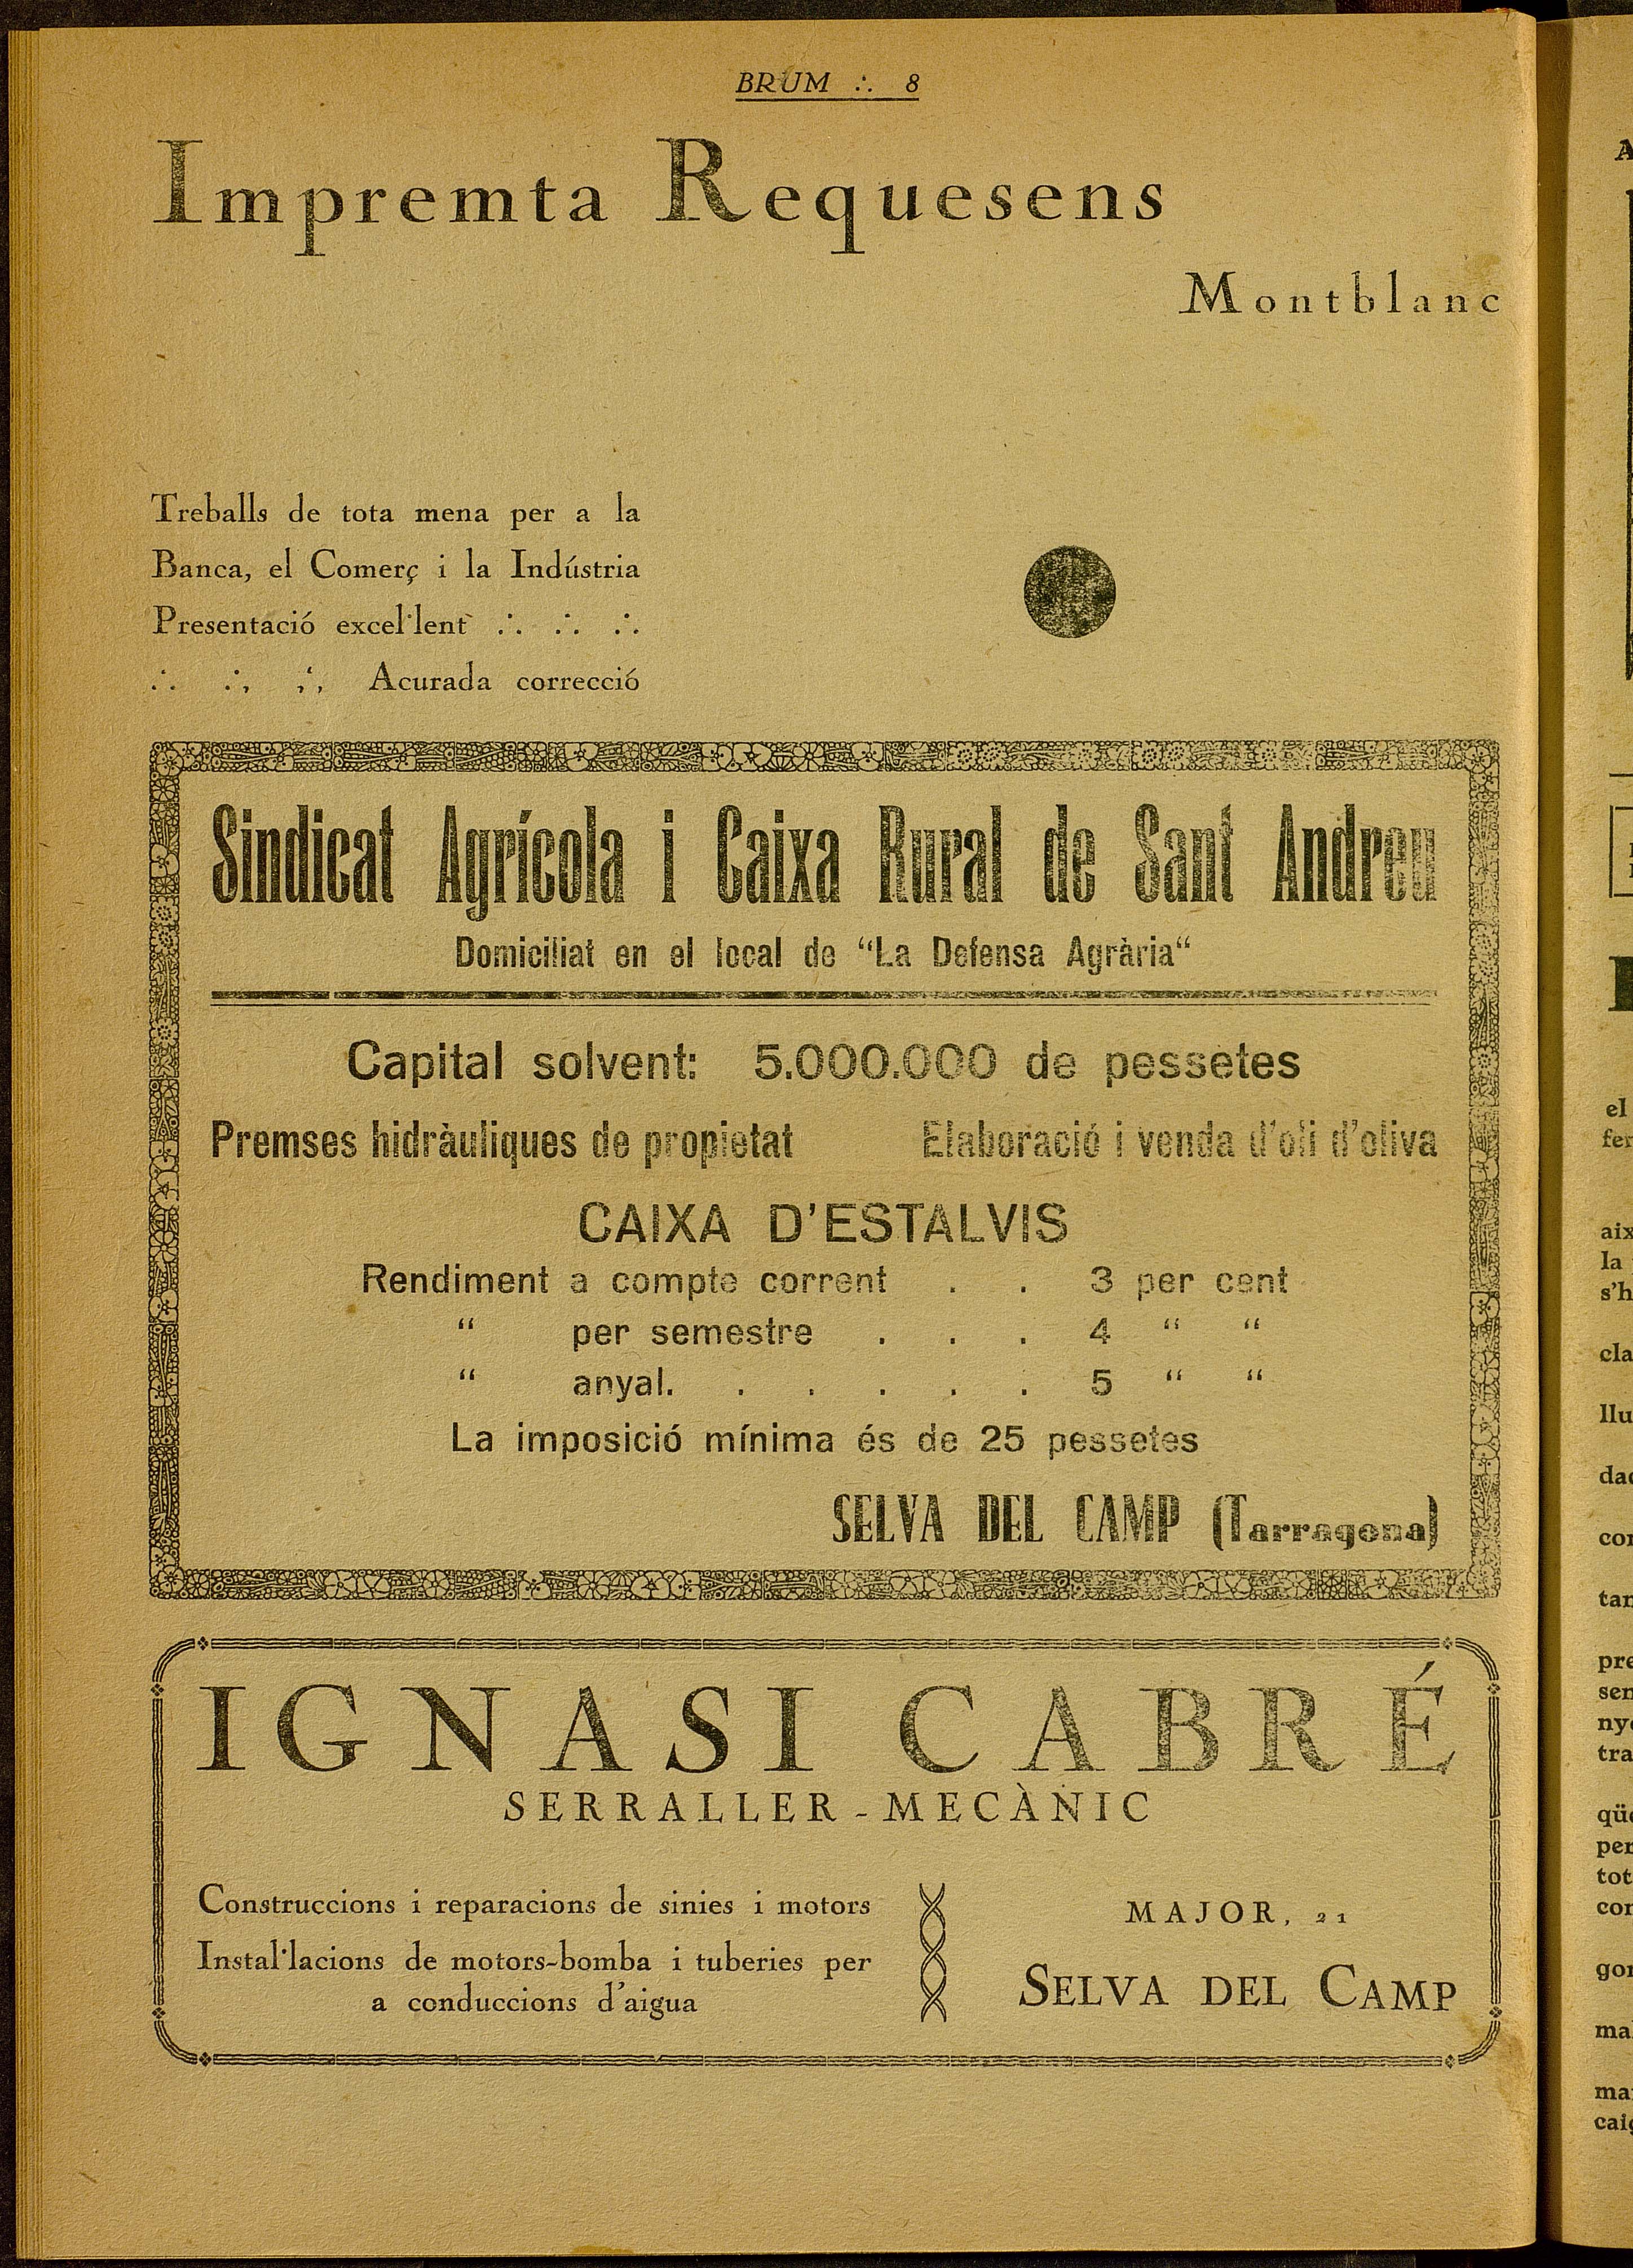 BRUM ∴ 8
Impremta Requesens
Montblanc
Treballs de tota mena per a la
Banca, el Comerç i la Indústria
Presentació excel·lent ∴ ∴ ∴
∴ ∴ ∴ Acurada correcció
Sindicat Agrícola i Caixa Rural de Sant Andreu
Domiciliat en el local de “La Defensa Agrària“
Capital solvent: 5.000.000 de pessetes
Premses hidràuliques de propietat Elaboració i venda d'oli d'oliva
CAIXA D'ESTALVIS
Rendiment a compte corrent . . 3 per cent
“ per semestre . . . 4 “ “
“ anyal. . . . . . 5 “ “
La imposició mínima és de 25 pessetes
SELVA DEL CAMP (Tarragona)
IGNASI CABRÉ
SERRALLER - MECÀNIC
Construccions i reparacions de sinies i motors
Instal·lacions de motors-bomba i tuberies per
a conduccions d'aigua
MAJOR, 21
SELVA DEL CAMP